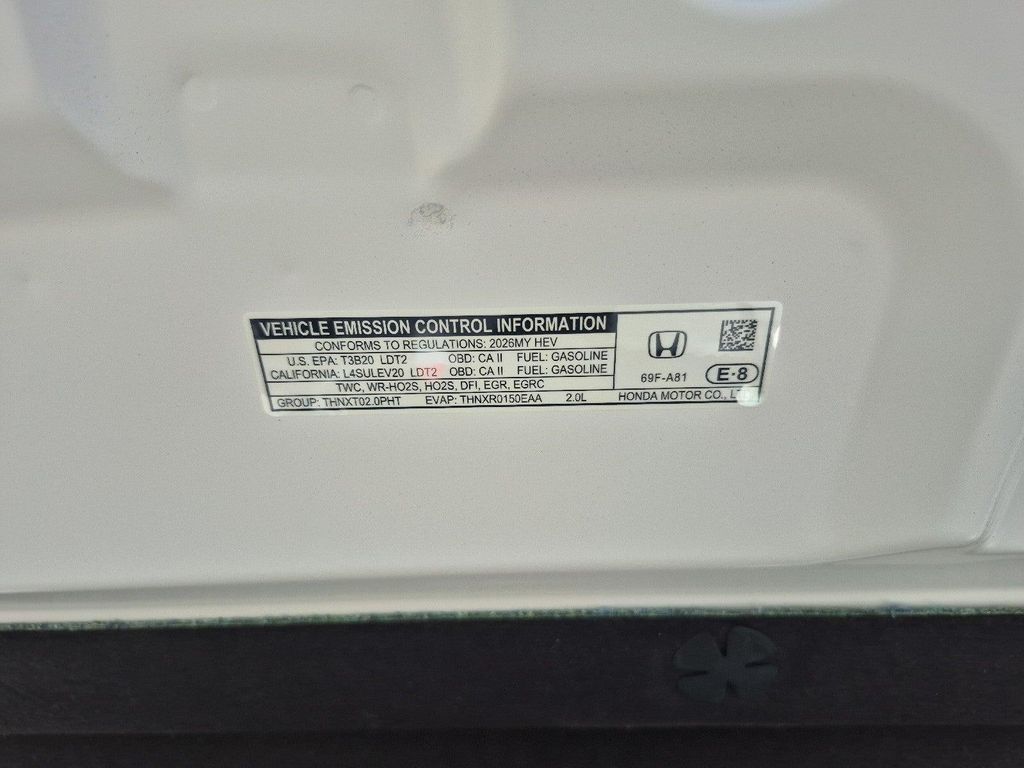 VEHICLE EMISSION CONTROL INFORMATION
CONFORMS TO REGULATIONS: 2026MY HEV
U.S. EPA: T3B20 LDT2 OBD: CA II FUEL: GASOLINE
CALIFORNIA: L4SULEV20 LDT2 OBD: CA II FUEL: GASOLINE
TWC, WR-HO2S, HO2S, DFI, EGR, EGRC
GROUP: THNXT02.0PHT EVAP: THNXR0150EAA 2.0L
69F-A81
E·8
HONDA MOTOR CO., LTD